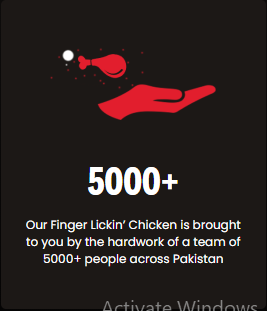 5000+
Our Finger Lickin' Chicken is brought
to you by the hardwork of a team of
5000+ people across Pakistan
Activate Windows